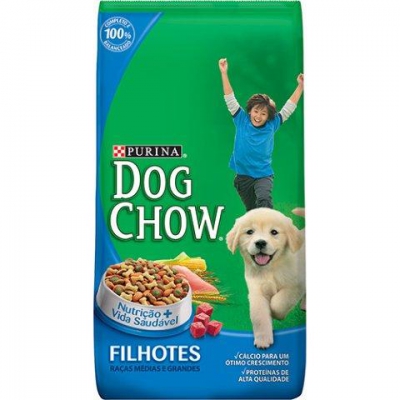 COMPLETO E
100%
BALANCEADO
PURINA®
DOG
CHOW®
Nutrição +
Vida Saudável
FILHOTES
RAÇAS MÉDIAS E GRANDES
√CÁLCIO PARA UM
ÓTIMO CRESCIMENTO
√PROTEÍNAS DE
ALTA QUALIDADE